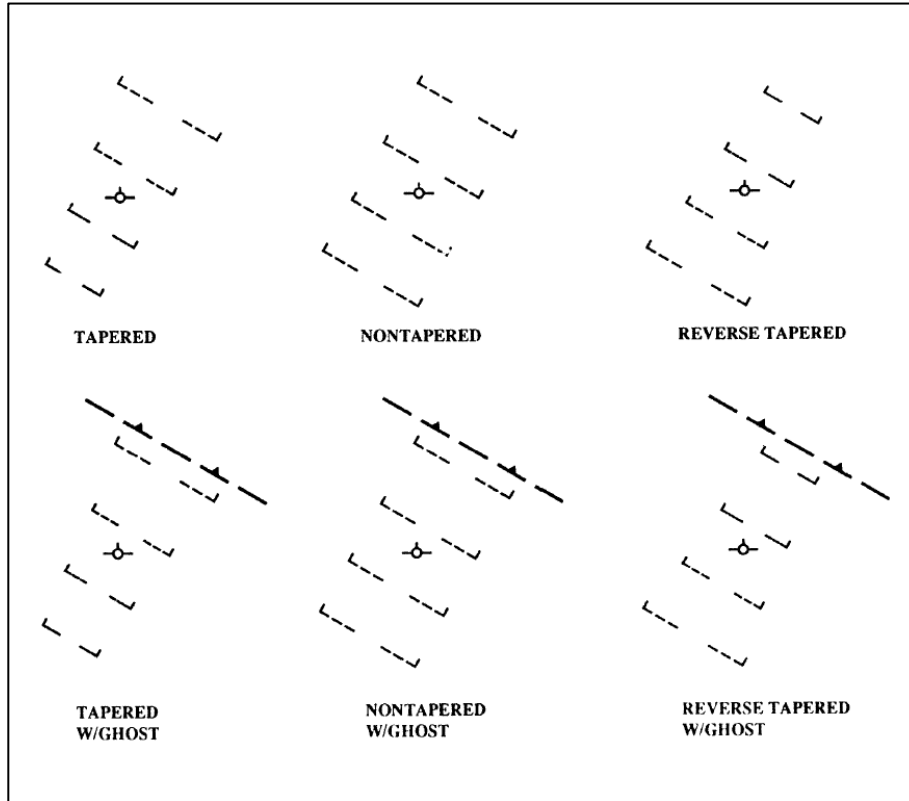 TAPERED
NONTAPERED
REVERSE TAPERED
TAPERED
W/GHOST
NONTAPERED
W/GHOST
REVERSE TAPERED
W/GHOST